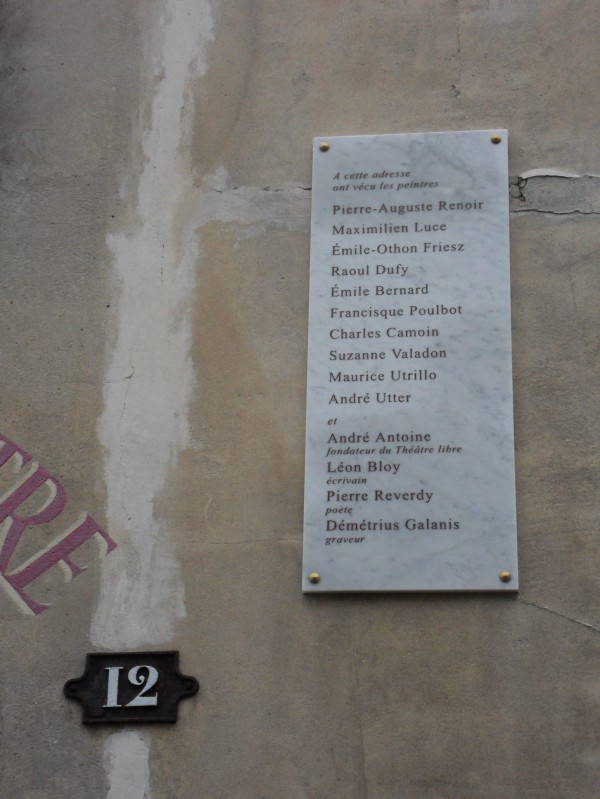 A cette adresse
ont vécu les peintres
Pierre-Auguste Renoir
Maximilien Luce
Émile-Othon Friesz
Raoul Dufy
Émile Bernard
Francisque Poulbot
Charles Camoin
Suzanne Valadon
Maurice Utrillo
André Utter
et
André Antoine
fondateur du Théâtre libre
Léon Bloy
écrivain
Pierre Reverdy
poète
Démétrius Galanis
graveur
TRE
12